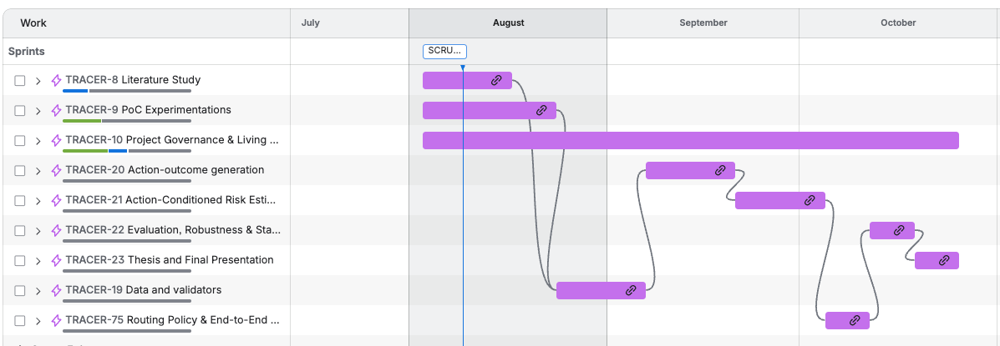 Work July August September October
Sprints SCRU...
TRACER-8 Literature Study
TRACER-9 PoC Experimentations
TRACER-10 Project Governance & Living ...
TRACER-20 Action-outcome generation
TRACER-21 Action-Conditioned Risk Esti...
TRACER-22 Evaluation, Robustness & Sta...
TRACER-23 Thesis and Final Presentation
TRACER-19 Data and validators
TRACER-75 Routing Policy & End-to-End ...